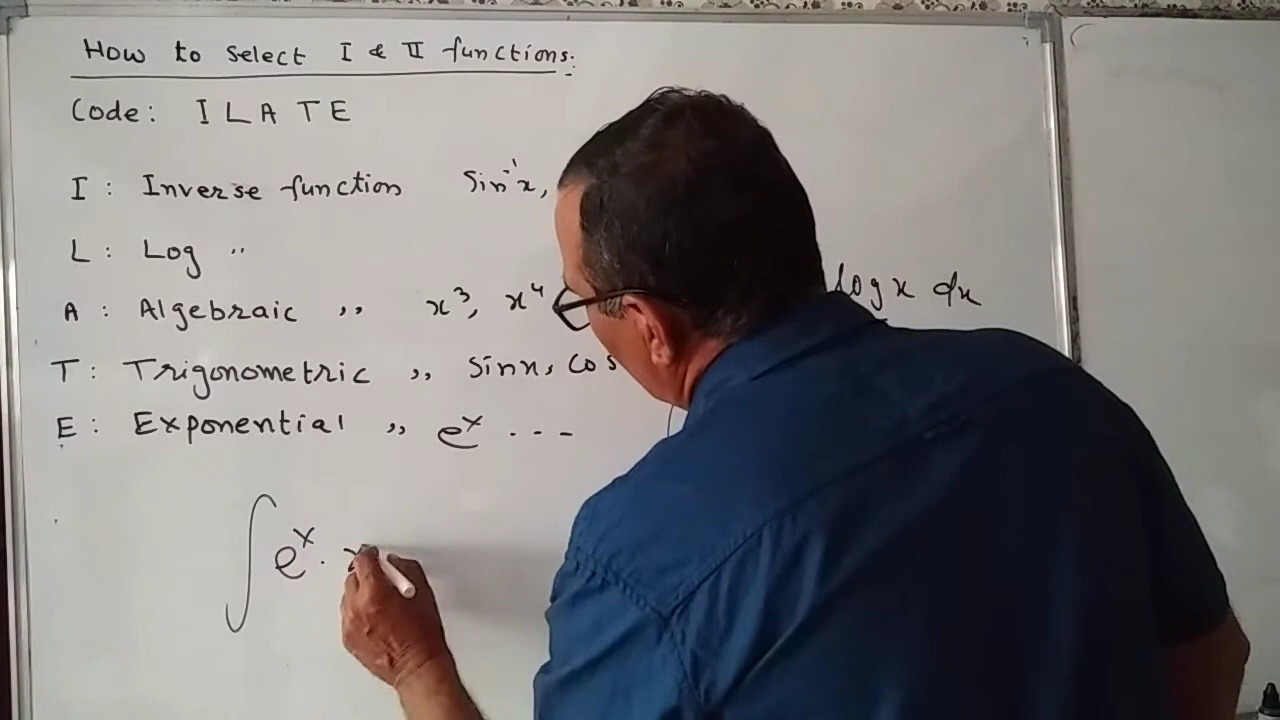 How to select I & II functions:
Code: I L A T E
I : Inverse function sin⁻¹x,
L : Log "
A : Algebraic ,, x³, x⁴
log x dx
T : Trigonometric ,, sinx, cos
E : Exponential ,, eˣ ---
∫ eˣ .